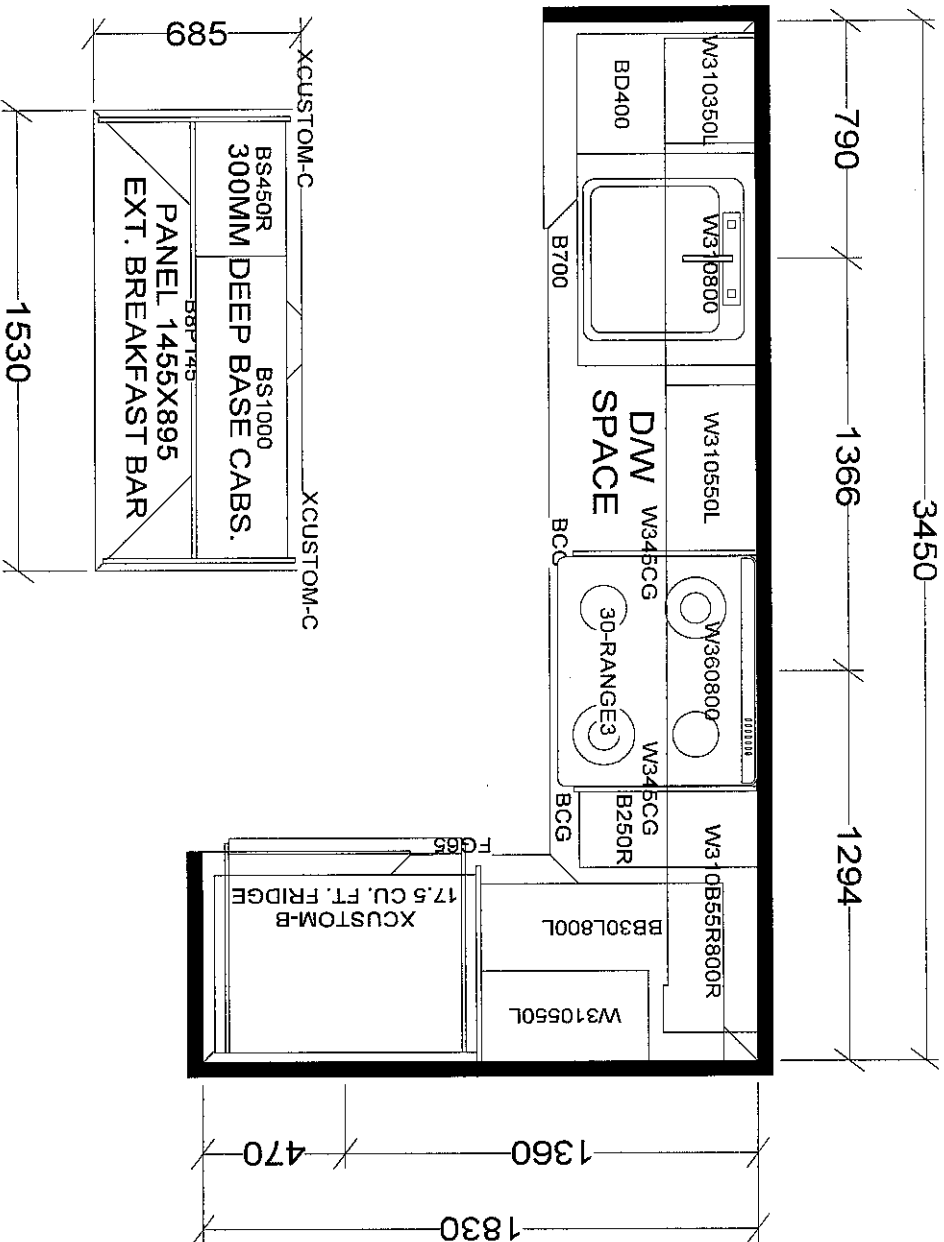 3450
790
1366
1294
W310350L
W310800
W310550L
W360800
W310B55R800R
BD400
B700
D/W
SPACE
W345CG
W345CG
BCG
BCG
30-RANGE3
B250R
BB30L800L
W310550L
FG65
XCUSTOM-B
17.5 CU. FT. FRIDGE
470
1360
1830
685
XCUSTOM-C
XCUSTOM-C
BS450R
BS1000
300MM DEEP BASE CABS.
PANEL 1455X895
EXT. BREAKFAST BAR
1530